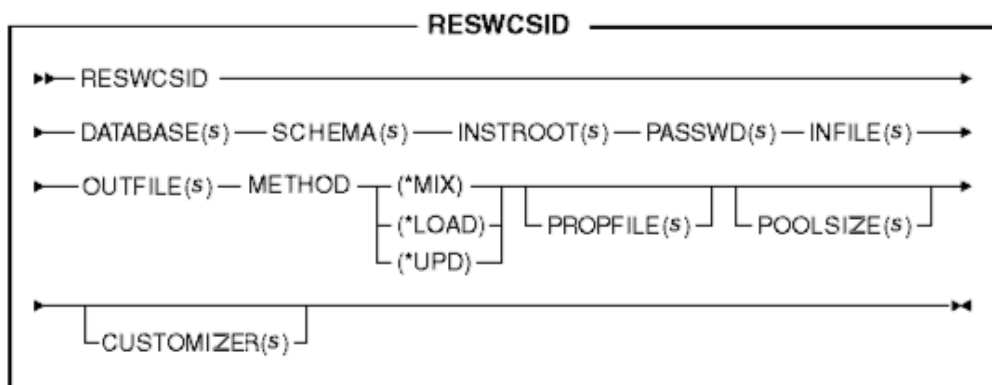 RESWCSID
RESWCSID
DATABASE(s) SCHEMA(s) INSTROOT(s) PASSWD(s) INFILE(s)
OUTFILE(s) METHOD (*MIX)
(*LOAD) PROPFILE(s) POOLSIZE(s)
(*UPD)
CUSTOMIZER(s)